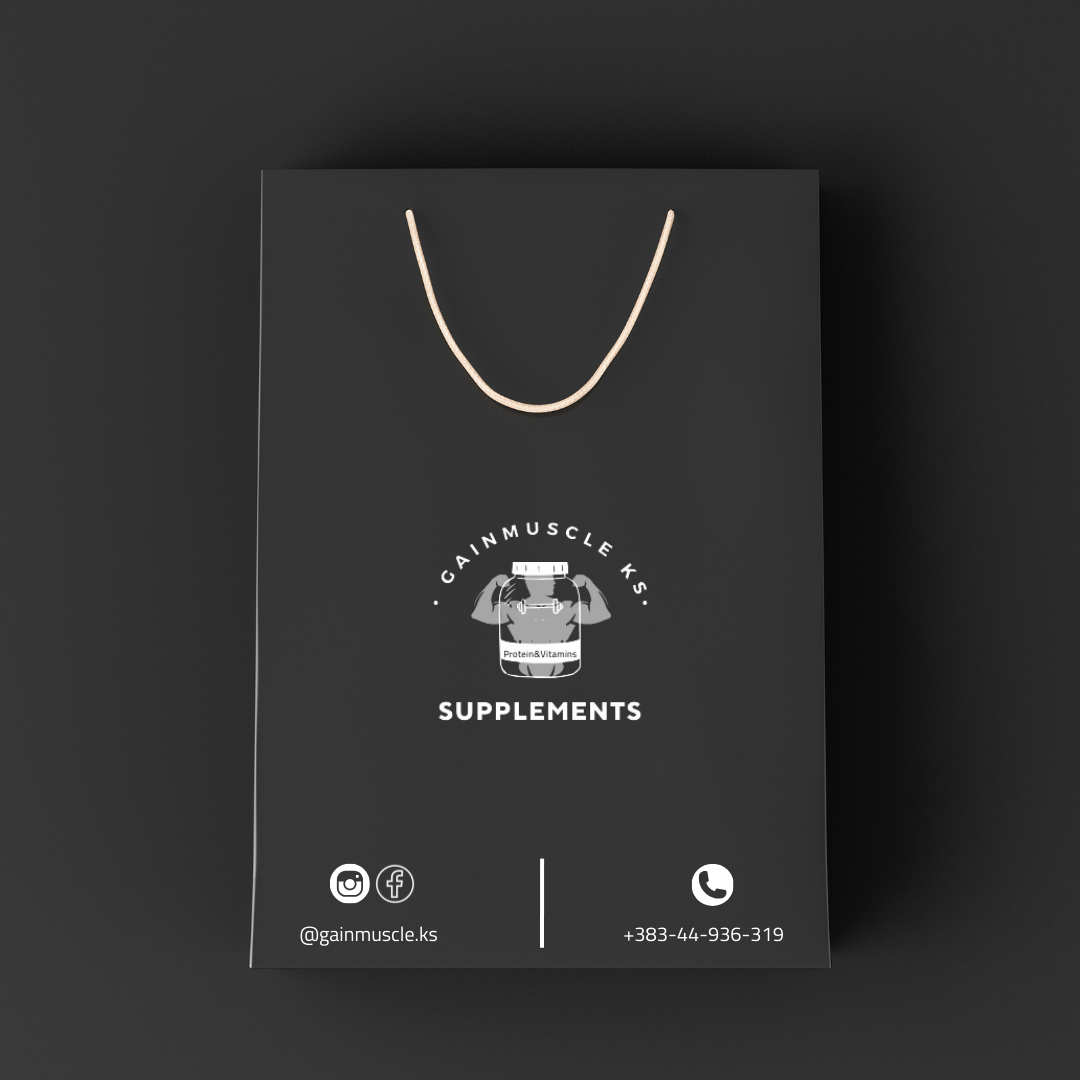 • GAINMUSCLE KS •
Protein&Vitamins
SUPPLEMENTS
@gainmuscle.ks
+383-44-936-319